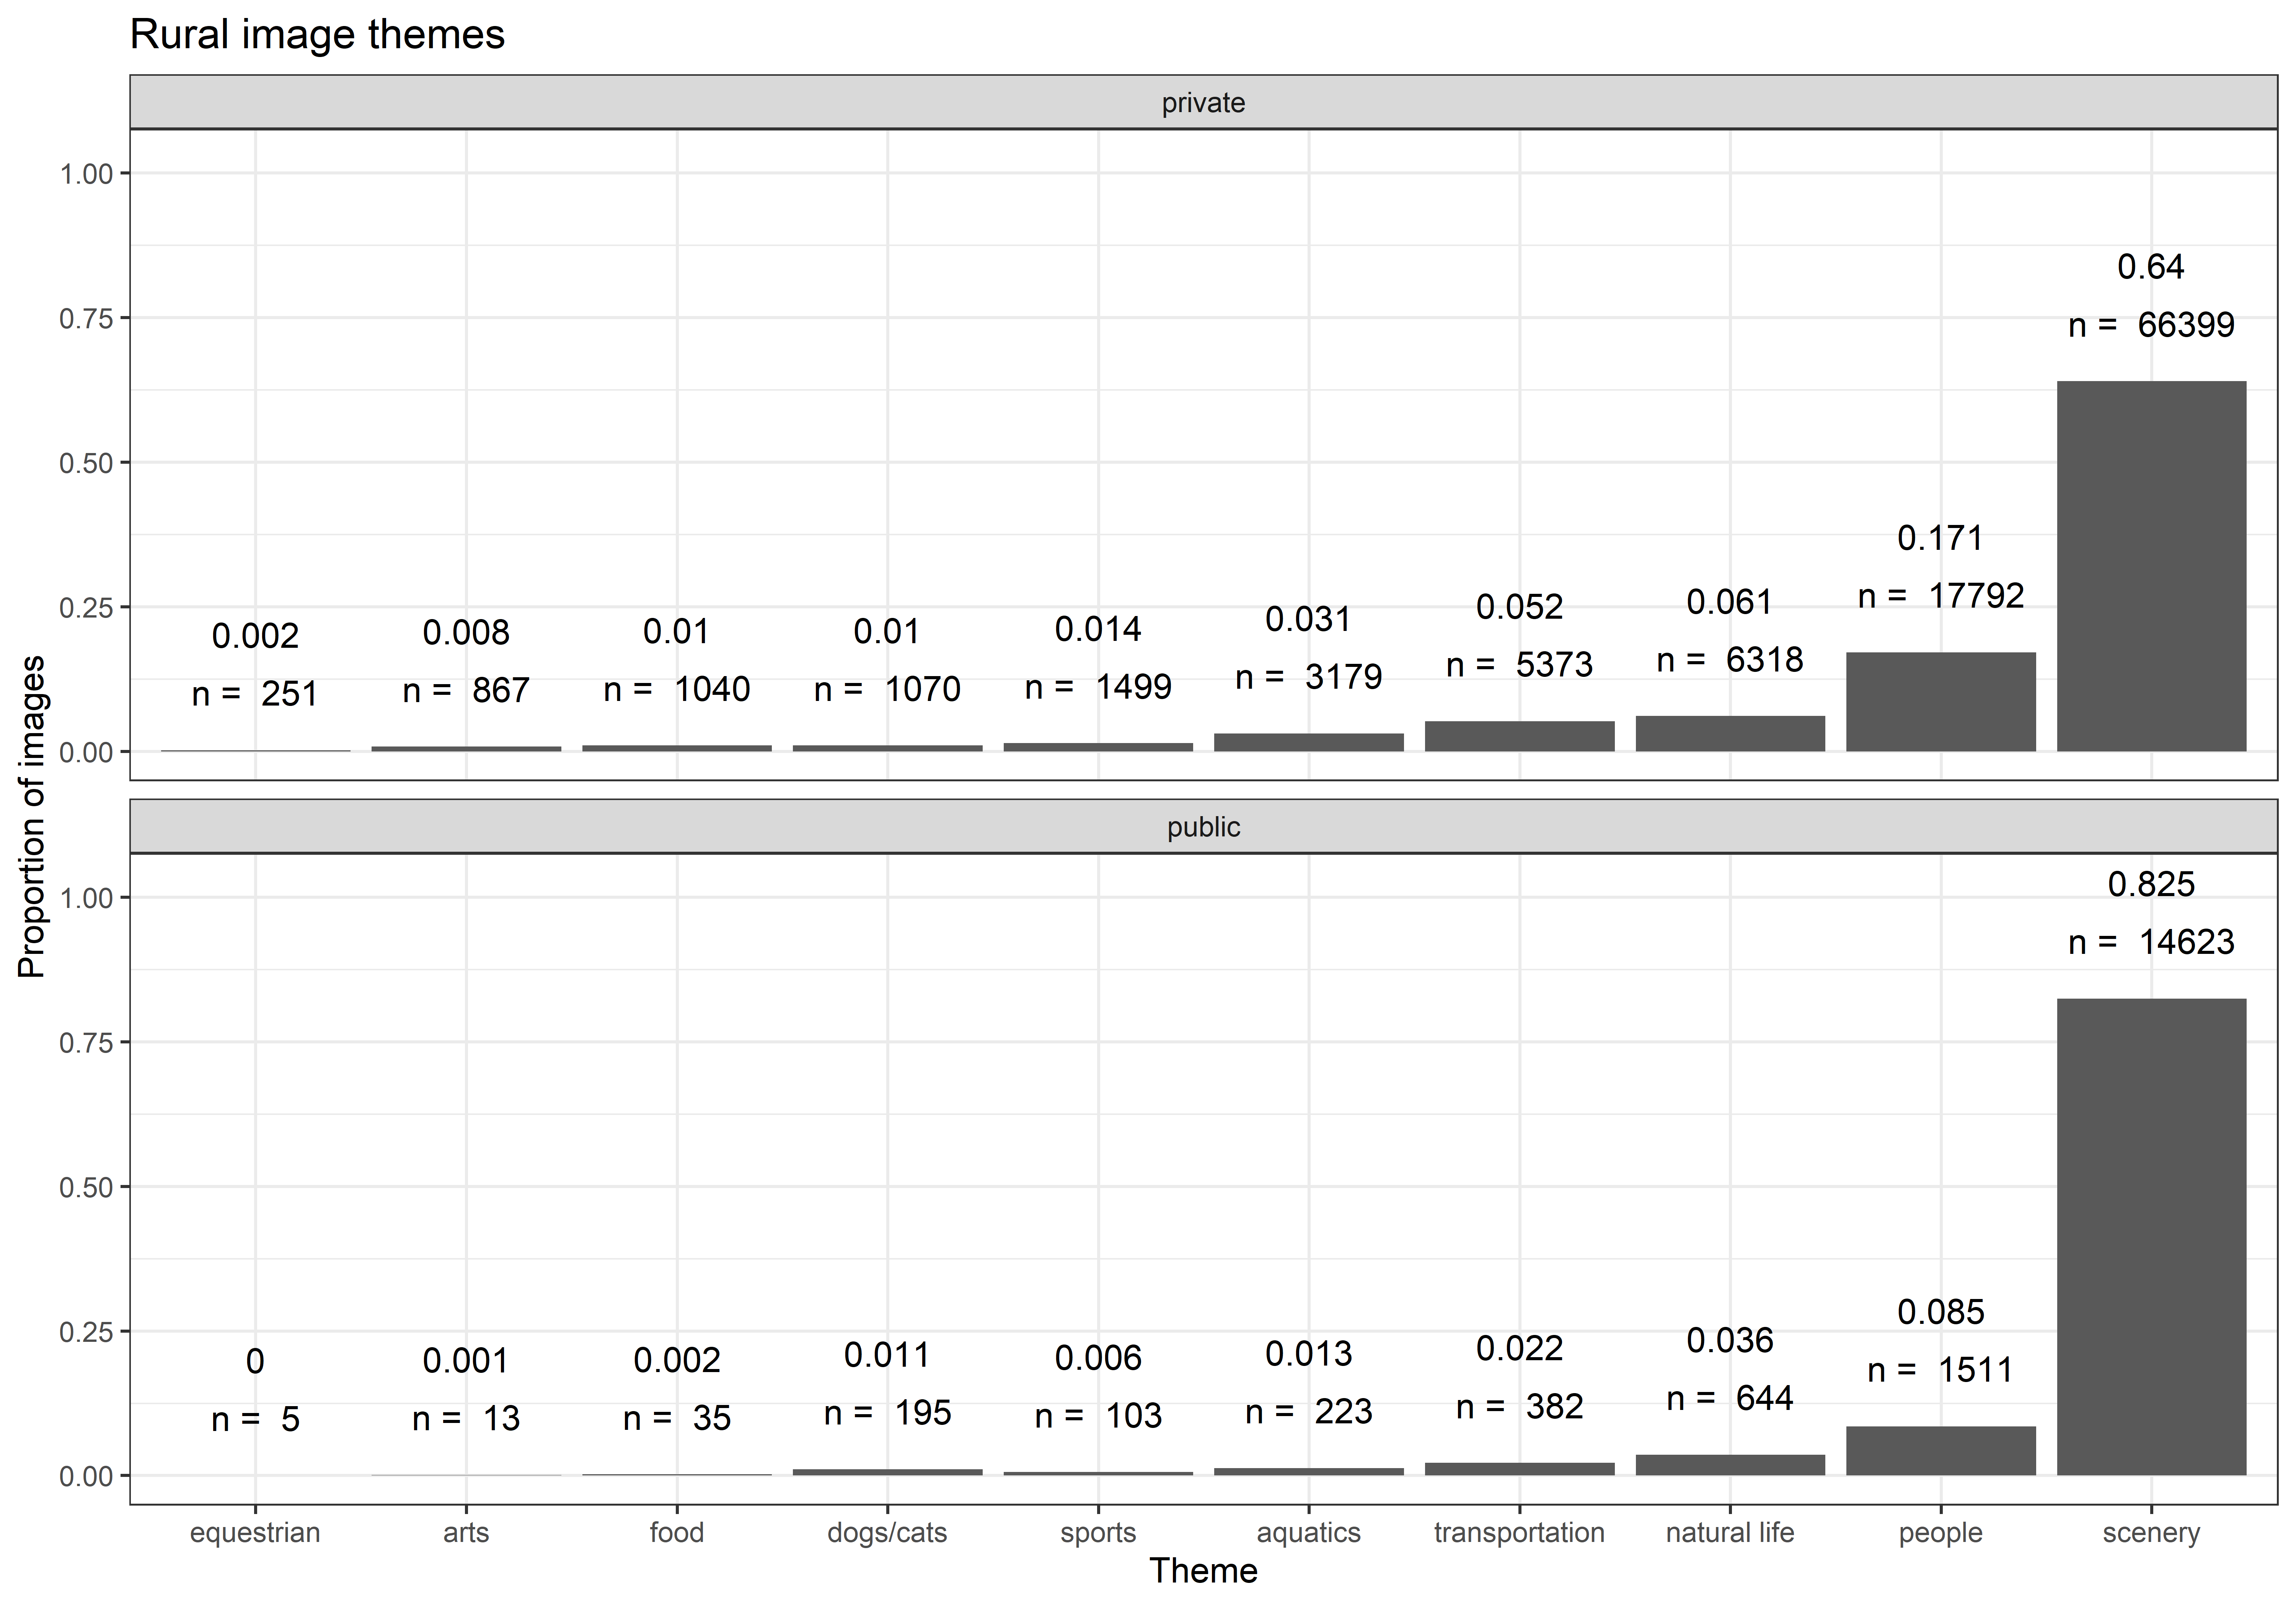 Rural image themes
private
1.00
0.75
0.50
0.25
0.00
0.002
n =  251
0.008
n =  867
0.01
n =  1040
0.01
n =  1070
0.014
n =  1499
0.031
n =  3179
0.052
n =  5373
0.061
n =  6318
0.171
n =  17792
0.64
n =  66399
Proportion of images
public
1.00
0.75
0.50
0.25
0.00
0
n =  5
0.001
n =  13
0.002
n =  35
0.011
n =  195
0.006
n =  103
0.013
n =  223
0.022
n =  382
0.036
n =  644
0.085
n =  1511
0.825
n =  14623
equestrian arts food dogs/cats sports aquatics transportation natural life people scenery
Theme